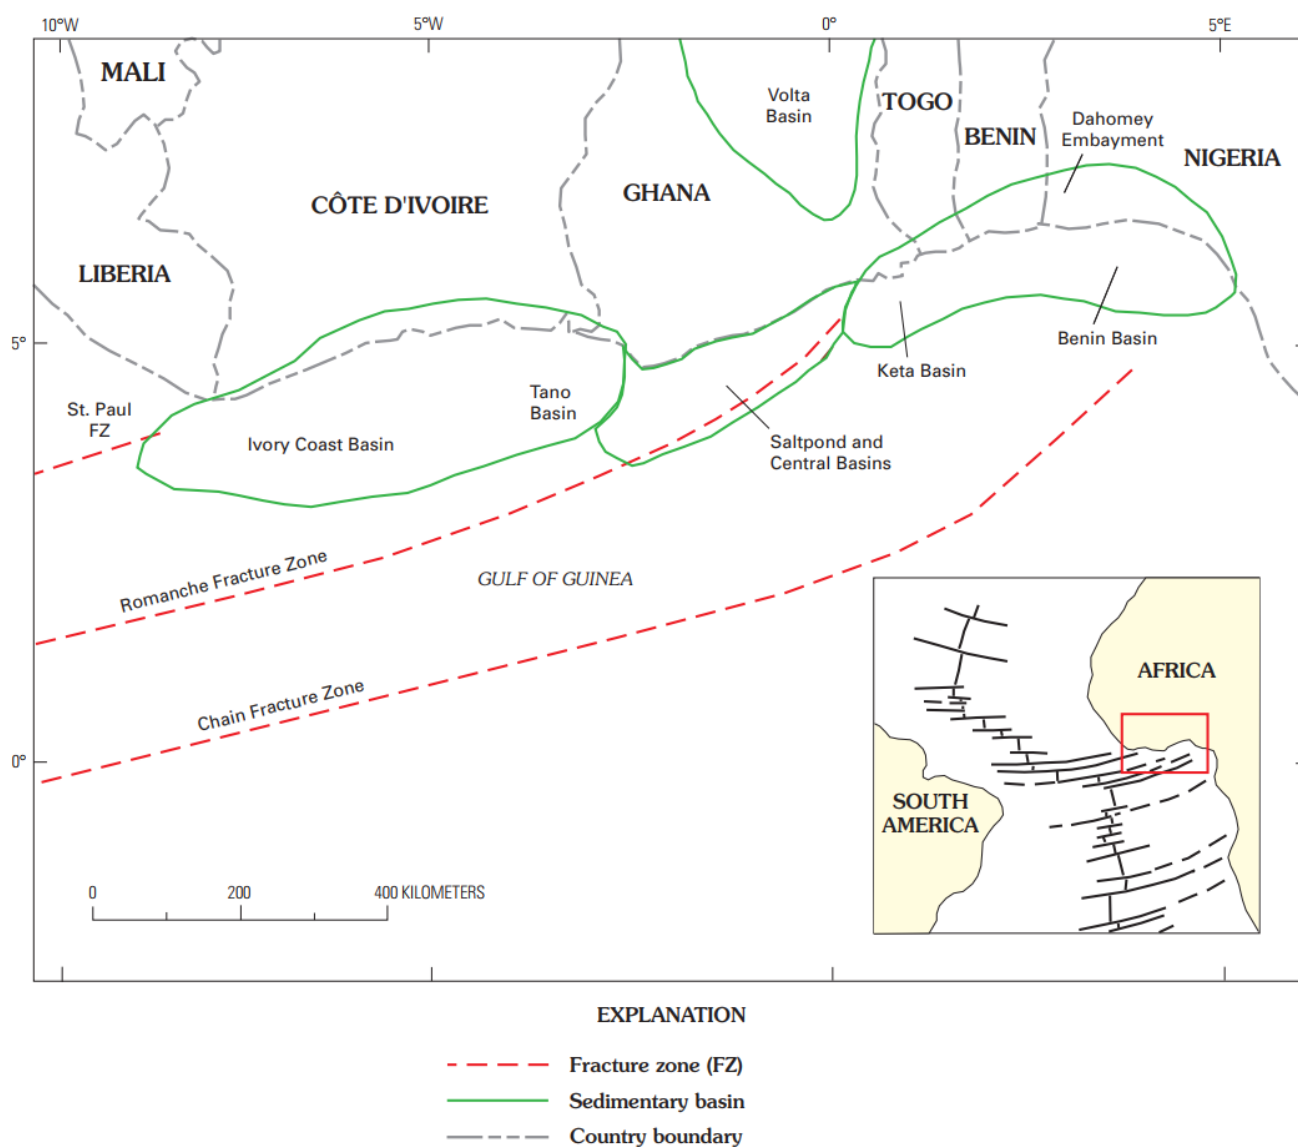 10°W
5°W
0°
5°E
MALI
Volta
Basin
TOGO
BENIN
Dahomey
Embayment
NIGERIA
CÔTE D'IVOIRE
GHANA
LIBERIA
5°
St. Paul
FZ
Ivory Coast Basin
Tano
Basin
Keta Basin
Benin Basin
Saltpond and
Central Basins
Romanche Fracture Zone
GULF OF GUINEA
Chain Fracture Zone
0°
AFRICA
SOUTH
AMERICA
0
200
400 KILOMETERS
EXPLANATION
Fracture zone (FZ)
Sedimentary basin
Country boundary